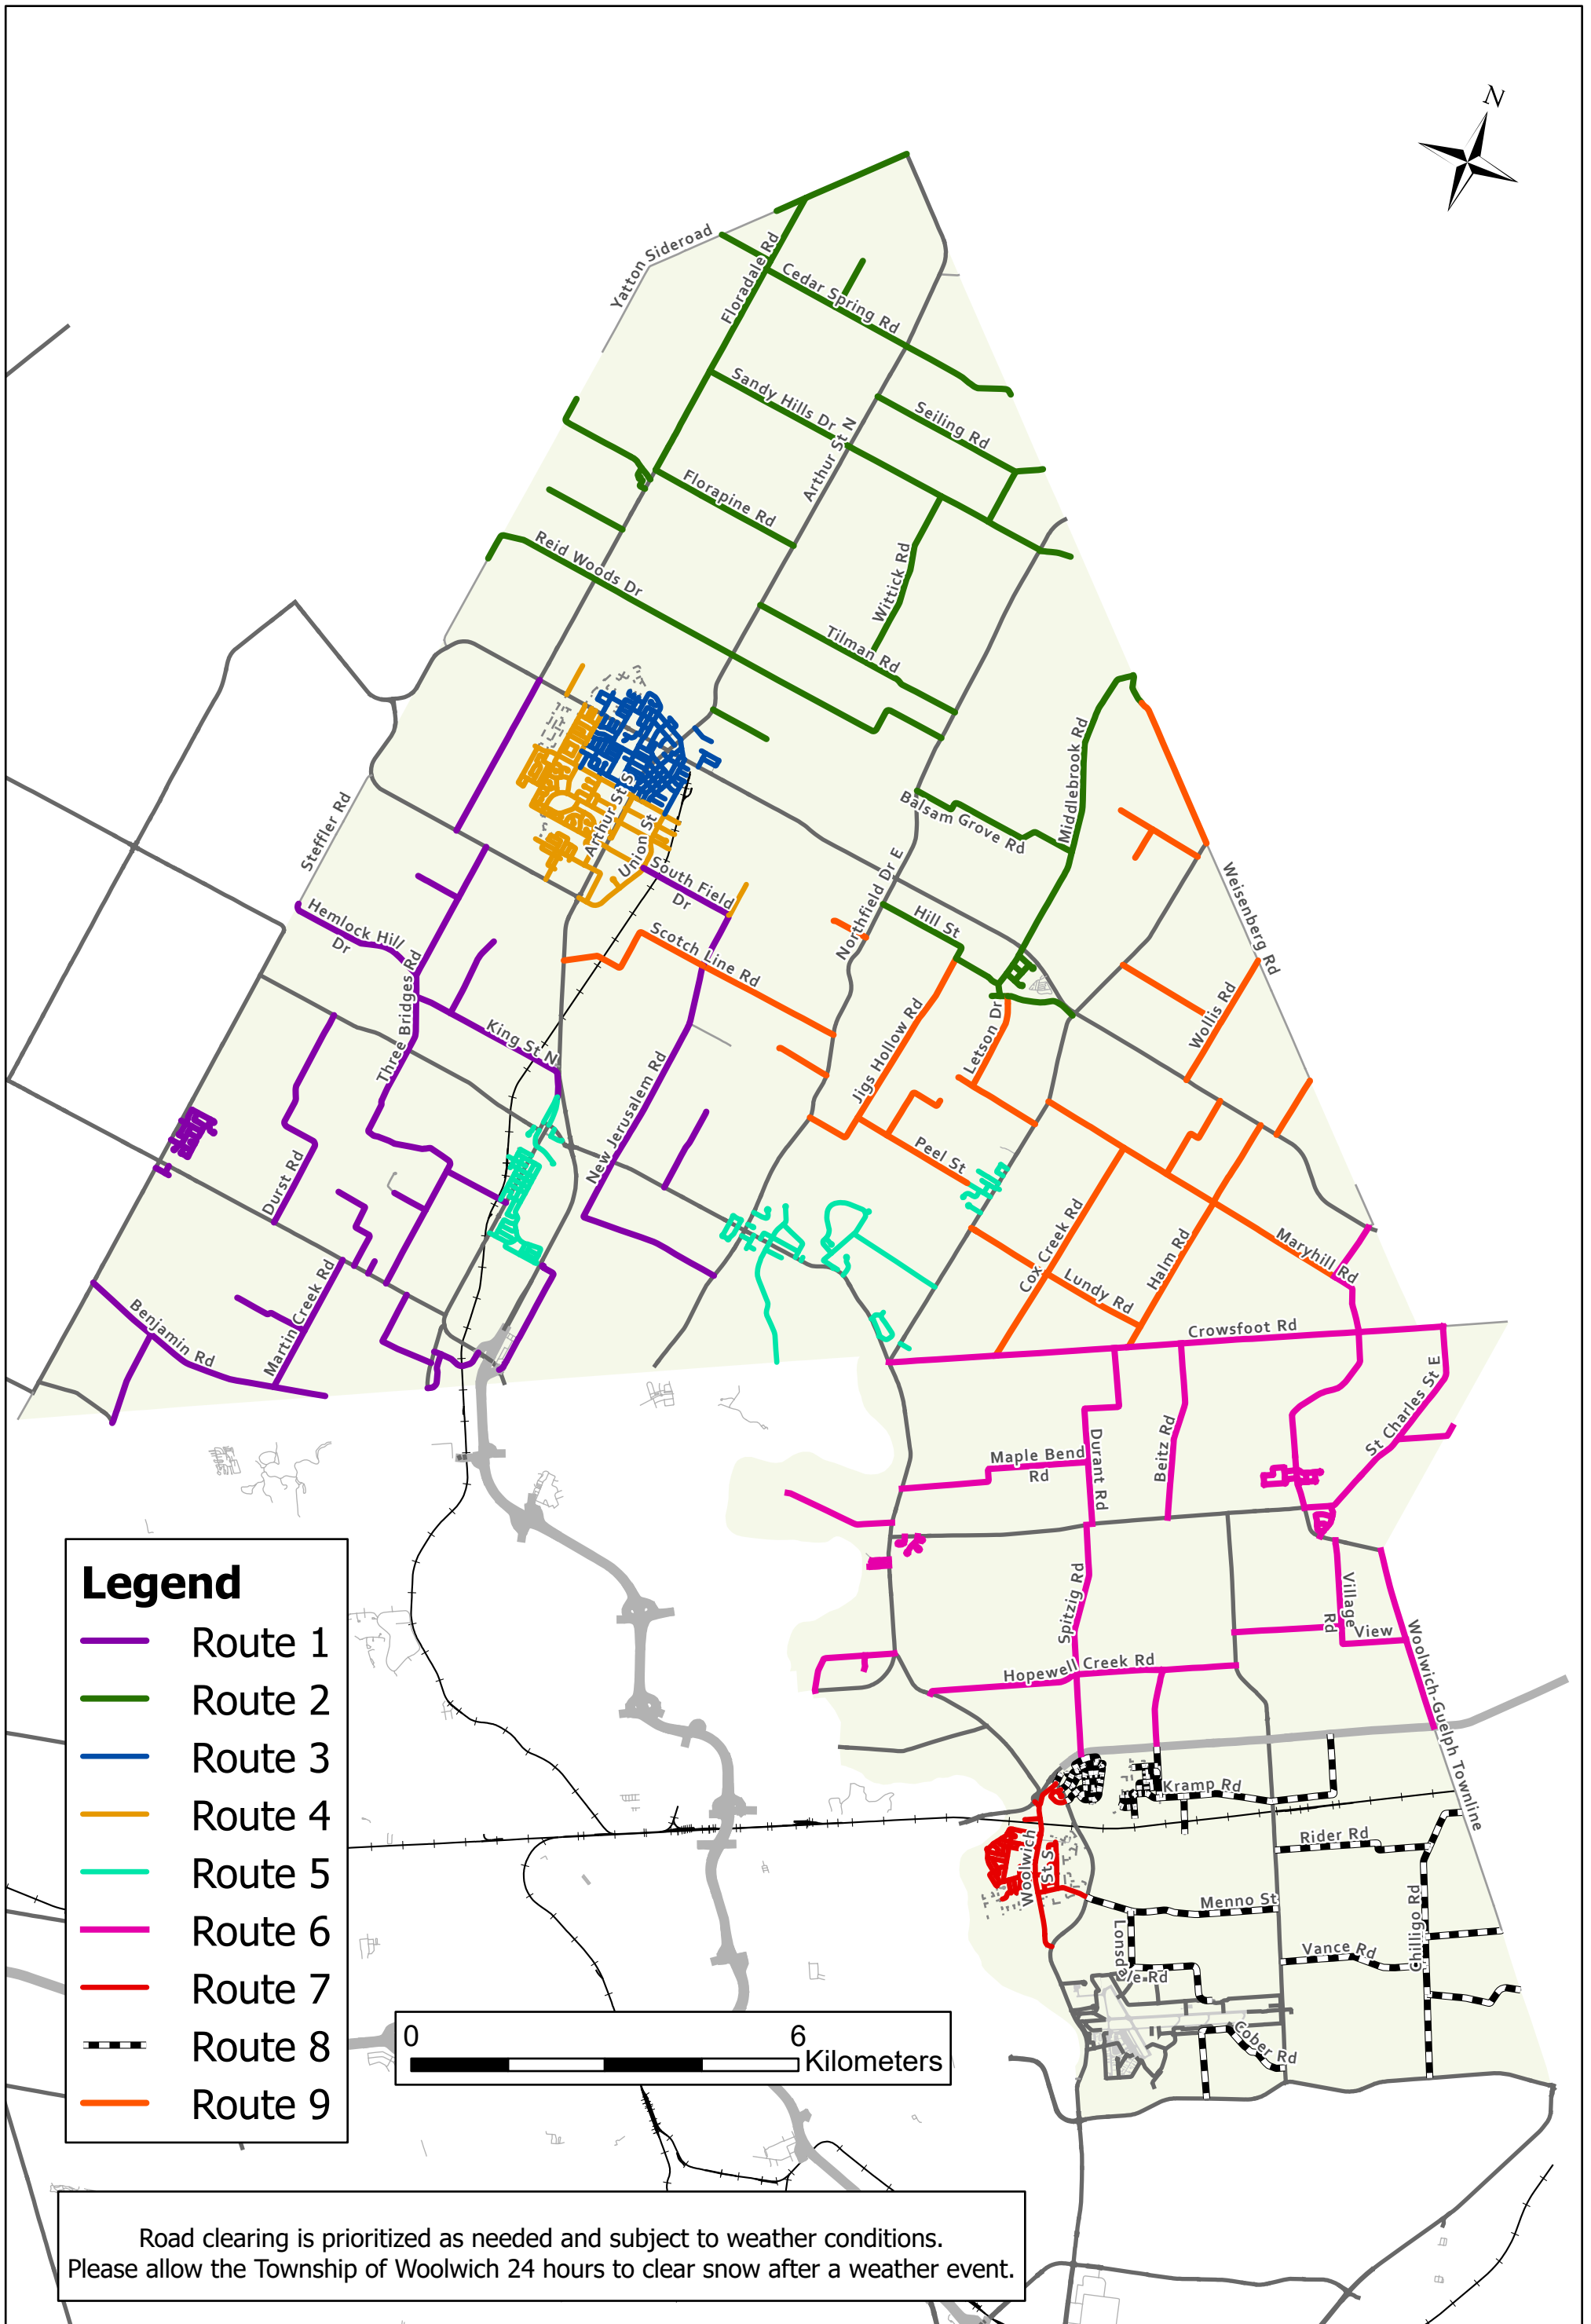 N
Yatton Sideroad
Floradale Rd
Cedar Spring Rd
Sandy Hills Dr
Seiling Rd
Arthur St N
Florapine Rd
Reid Woods Dr
Wittick Rd
Tilman Rd
Middlebrook Rd
Balsam Grove Rd
Steffler Rd
Arthur St S
Union St
South Field
Dr
Weisenberg Rd
Northfield Dr E
Hill St
Hemlock Hill
Dr
Scotch Line Rd
Three Bridges Rd
King St N
Jigs Hollow Rd
Letson Dr
Wollis Rd
New Jerusalem Rd
Peel St
Durst Rd
Cox Creek Rd
Halm Rd
Maryhill Rd
Lundy Rd
Martin Creek Rd
Benjamin Rd
Crowsfoot Rd
St Charles St E
Maple Bend
Rd
Durant Rd
Beitz Rd
Spitzig Rd
Village
View
Rd
Hopewell Creek Rd
Woolwich-Guelph Townline
Kramp Rd
Rider Rd
Woolwich
St S
Menno St
Chilligo Rd
Lonsdale Rd
Vance Rd
Cober Rd
Legend
Route 1
Route 2
Route 3
Route 4
Route 5
Route 6
Route 7
Route 8
Route 9
0 6
Kilometers
Road clearing is prioritized as needed and subject to weather conditions.
Please allow the Township of Woolwich 24 hours to clear snow after a weather event.